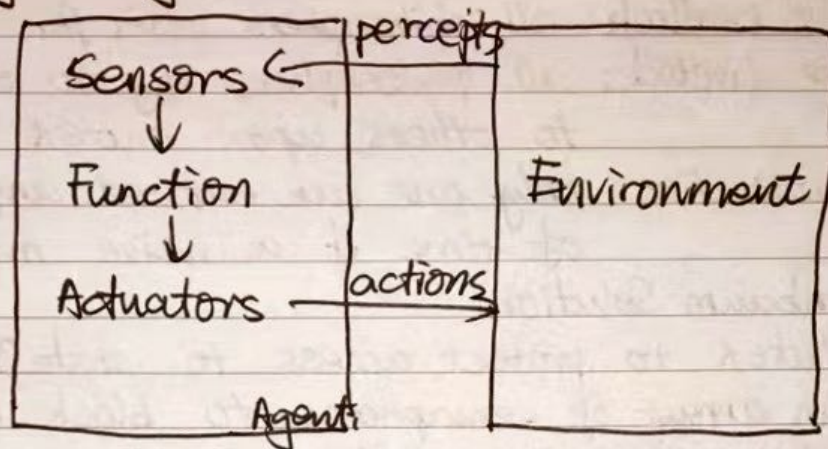 percepts
Sensors
Function
Environment
Actuators
actions
Agent.